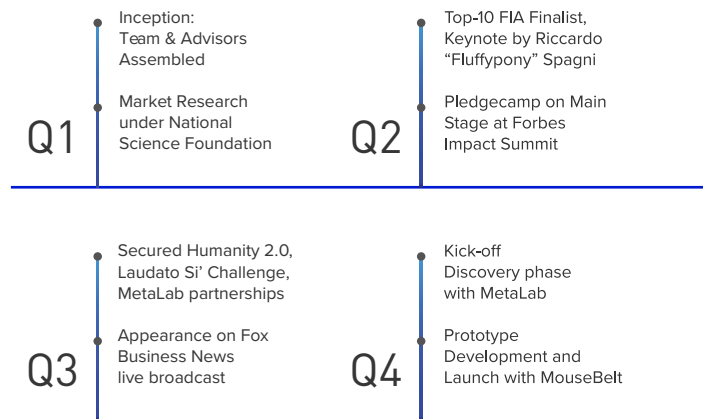 Inception:
Team & Advisors
Assembled
Market Research
under National
Science Foundation
Q1
Top-10 FIA Finalist,
Keynote by Riccardo
“Fluffypony” Spagni
Pledgecamp on Main
Stage at Forbes
Impact Summit
Q2
Secured Humanity 2.0,
Laudato Si’ Challenge,
MetaLab partnerships
Appearance on Fox
Business News
live broadcast
Q3
Kick-off
Discovery phase
with MetaLab
Prototype
Development and
Launch with MouseBelt
Q4